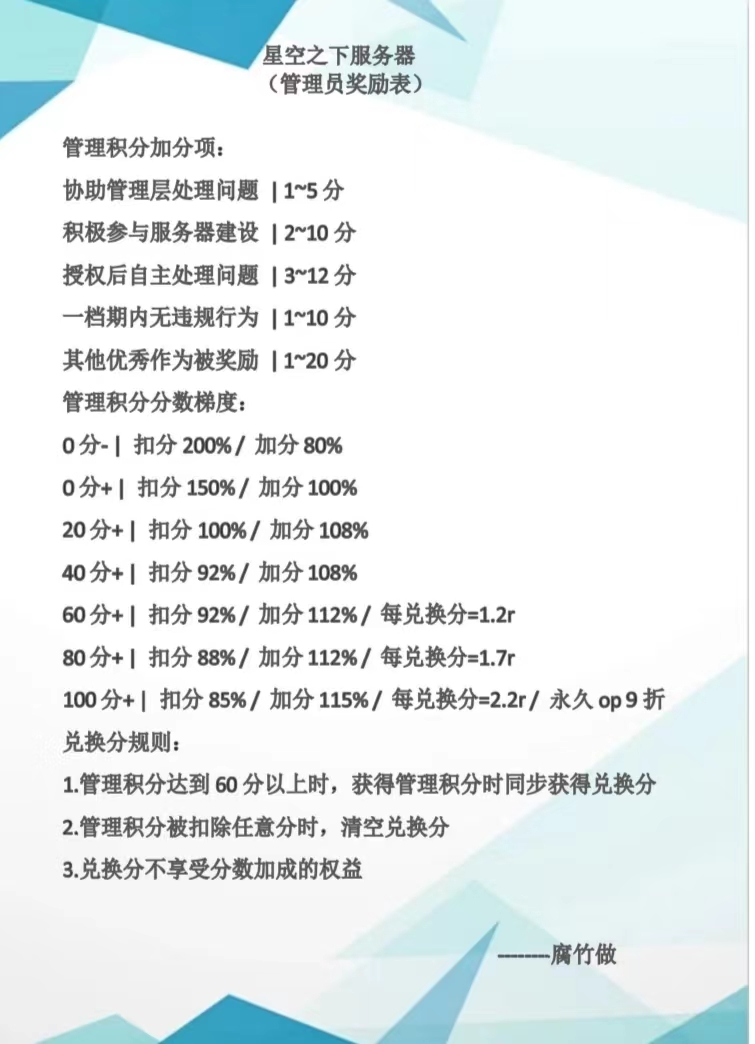 星空之下服务器
（管理员奖励表）
管理积分加分项：
协助管理层处理问题 | 1~5 分
积极参与服务器建设 | 2~10 分
授权后自主处理问题 | 3~12 分
一档期内无违规行为 | 1~10 分
其他优秀作为被奖励 | 1~20 分
管理积分分数梯度：
0 分- | 扣分 200% / 加分 80%
0 分+ | 扣分 150% / 加分 100%
20 分+ | 扣分 100% / 加分 108%
40 分+ | 扣分 92% / 加分 108%
60 分+ | 扣分 92% / 加分 112% / 每兑换分=1.2r
80 分+ | 扣分 88% / 加分 112% / 每兑换分=1.7r
100 分+ | 扣分 85% / 加分 115% / 每兑换分=2.2r / 永久 op 9 折
兑换分规则：
1.管理积分达到 60 分以上时，获得管理积分时同步获得兑换分
2.管理积分被扣除任意分时，清空兑换分
3.兑换分不享受分数加成的权益
--------腐竹做